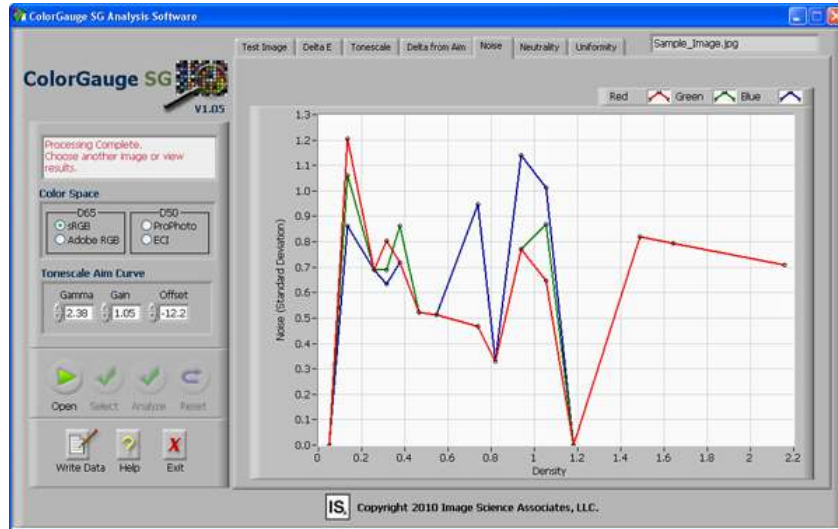 ColorGauge SG Analysis Software
Test Image Delta E Tonescale Delta from Aim Noise Neutrality Uniformity Sample_Image.jpg
ColorGauge SG
V1.05
Processing Complete.
Choose another image or view
results.
Color Space
D65 D50
sRGB ProPhoto
Adobe RGB ECI
Tonescale Aim Curve
Gamma Gain Offset
2.38 1.05 -12.2
Open Select Analyze Reset
Write Data Help Exit
Red Green Blue
1.3
1.2
1.1
1.0
0.9
0.8
0.7
0.6
0.5
0.4
0.3
0.2
0.1
0.0
Noise (Standard Deviation)
0 0.2 0.4 0.6 0.8 1 1.2 1.4 1.6 1.8 2 2.2
Density
IS Copyright 2010 Image Science Associates, LLC.